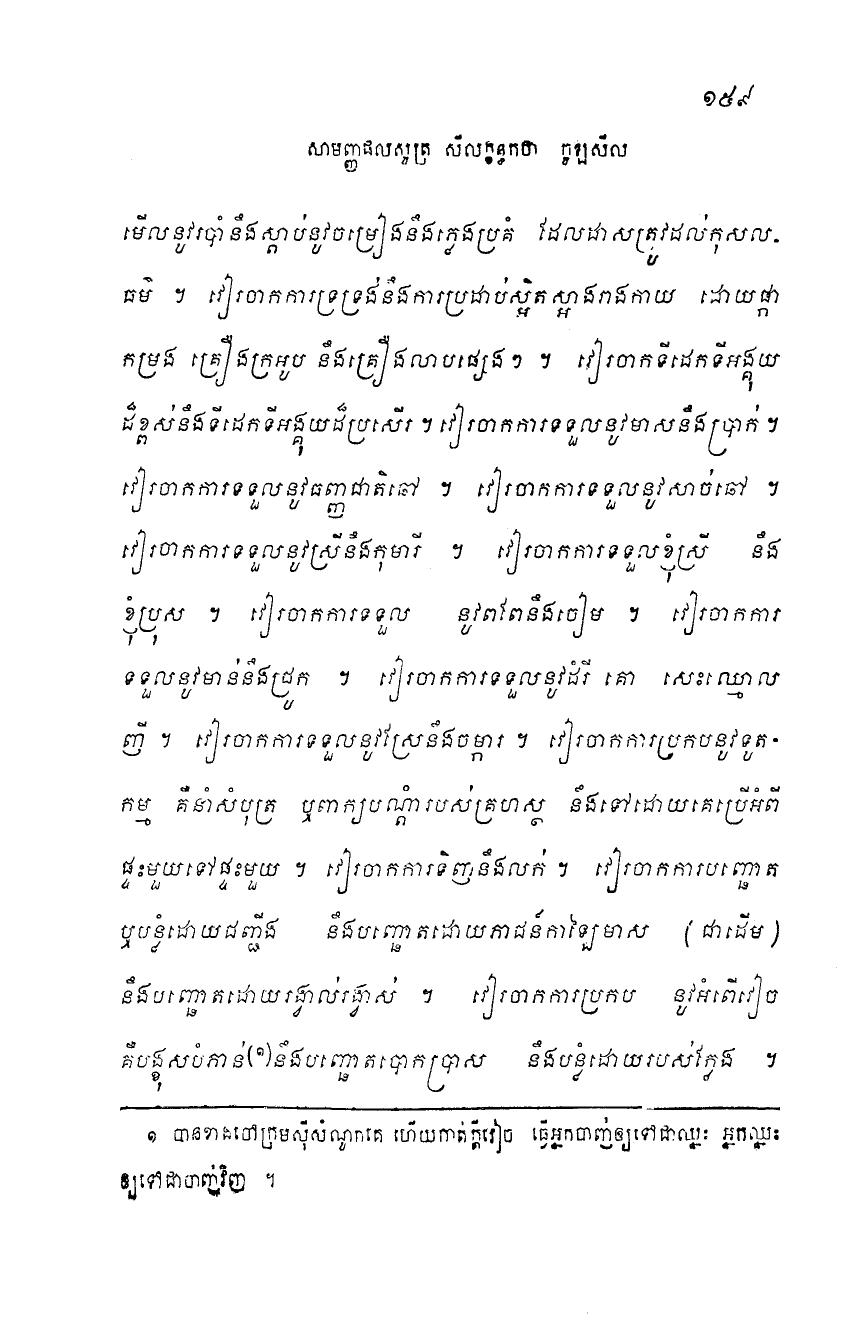 ១៥៩
សាមញ្ញផលសូត្រ សីលក្ខន្ធកថា ចូឡសីល
មើលនូវរបាំនឹងស្តាប់នូវចម្រៀងនឹងភ្លេងប្រគំ ដែលជាសត្រូវដល់កុសល-
ធម៌ ។ វៀរចាកការទ្រទ្រង់នឹងការប្រដាប់ស្អិតស្អាងរាងកាយ ដោយផ្កា
កម្រង គ្រឿងក្រអូប នឹងគ្រឿងលាបផ្សេងៗ ។ វៀរចាកទីដេកទីអង្គុយ
ដ៏ខ្ពស់នឹងទីដេកទីអង្គុយដ៏ប្រសើរ ។ វៀរចាកការទទួលនូវមាសនឹងប្រាក់ ។
វៀរចាកការទទួលនូវធញ្ញជាតិឆៅ ។ វៀរចាកការទទួលនូវសាច់ឆៅ ។
វៀរចាកការទទួលនូវស្រីនឹងកុមារី ។ វៀរចាកការទទួលខ្ញុំស្រី នឹង
ខ្ញុំប្រុស ។ វៀរចាកការទទួល នូវពពែនឹងចៀម ។ វៀរចាកការ
ទទួលនូវមាន់នឹងជ្រូក ។ វៀរចាកការទទួលនូវដំរី គោ សេះឈ្មោល
ញី ។ វៀរចាកការទទួលនូវស្រែនឹងចម្ការ ។ វៀរចាកការប្រកបនូវទូត-
កម្ម គឺនាំសំបុត្រ ឬពាក្យបណ្តាំរបស់គ្រហស្ថ នឹងទៅដោយគេប្រើអំពី
ផ្ទះមួយទៅផ្ទះមួយ ។ វៀរចាកការទិញនឹងលក់ ។ វៀរចាកការបញ្ឆោត
ឬបន្លំដោយជញ្ជីង នឹងបញ្ឆោតដោយភាជន៍កាឡៃមាស (ជាដើម)
នឹងបញ្ឆោតដោយរង្វាល់រង្វាស់ ។ វៀរចាកការប្រកប នូវអំពើវៀច
គឺបង្ខុសបំកាន់(១)នឹងបញ្ឆោតបោកប្រាស នឹងបន្លំដោយរបស់ក្លែង ។
១ បានខាងចៅក្រមស៊ីសំណូកគេ ហើយកាត់ក្តីវៀច ធ្វើអ្នកចាញ់ឲ្យទៅជាឈ្នះ អ្នកឈ្នះ
ឲ្យទៅជាចាញ់វិញ ។